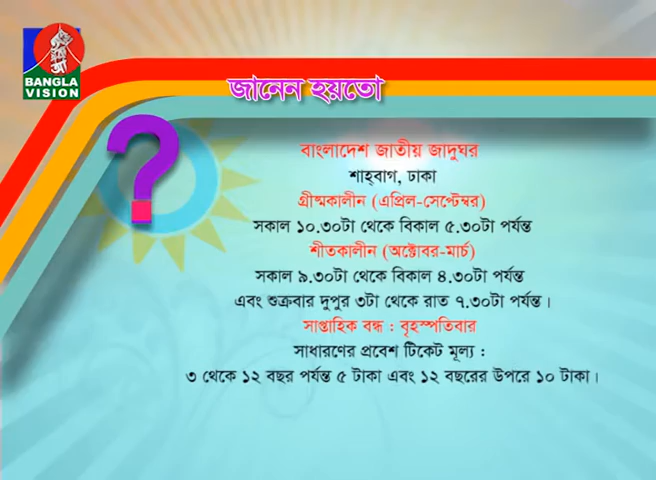 BANGLA
VISION
জানেন হয়তো
?
বাংলাদেশ জাতীয় জাদুঘর
শাহ্‌বাগ, ঢাকা
গ্রীষ্মকালীন (এপ্রিল-সেপ্টেম্বর)
সকাল ১০.৩০টা থেকে বিকাল ৫.৩০টা পর্যন্ত
শীতকালীন (অক্টোবর-মার্চ)
সকাল ৯.৩০টা থেকে বিকাল ৪.৩০টা পর্যন্ত
এবং শুক্রবার দুপুর ৩টা থেকে রাত ৭.৩০টা পর্যন্ত।
সাপ্তাহিক বন্ধ : বৃহস্পতিবার
সাধারণের প্রবেশ টিকেট মূল্য :
৩ থেকে ১২ বছর পর্যন্ত ৫ টাকা এবং ১২ বছরের উপরে ১০ টাকা।